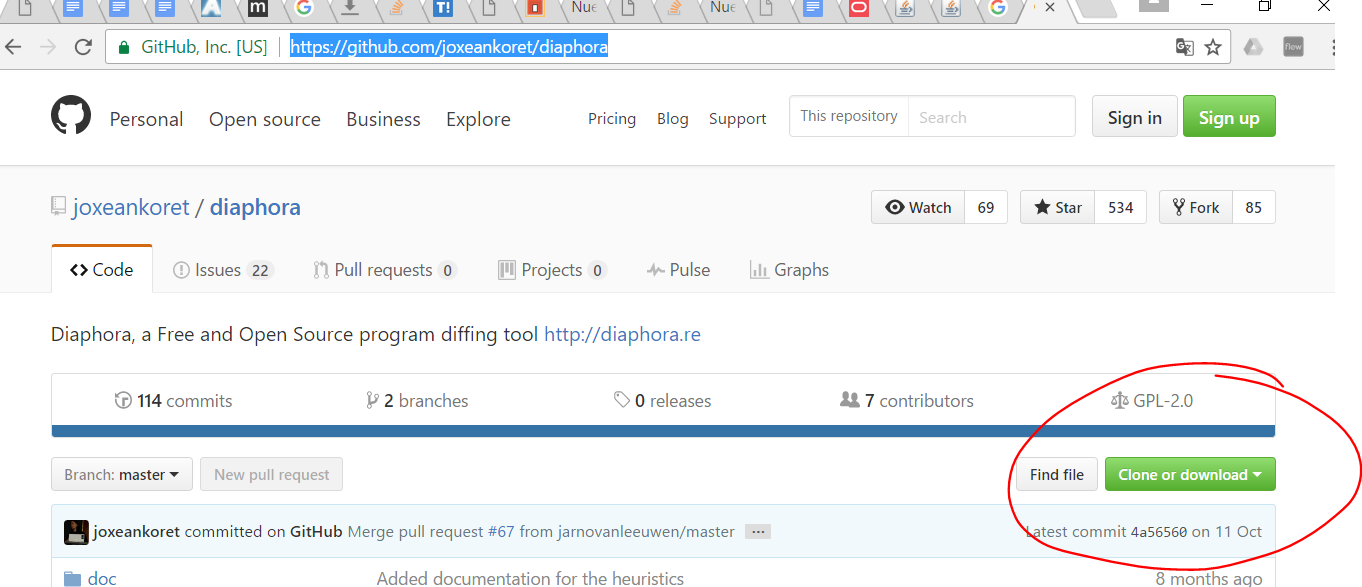 m T! Nue Nue
GitHub, Inc. [US] https://github.com/joxeankoret/diaphora flow
Personal Open source Business Explore Pricing Blog Support This repository Search Sign in Sign up
joxeankoret / diaphora Watch 69 Star 534 Fork 85
Code Issues 22 Pull requests 0 Projects 0 Pulse Graphs
Diaphora, a Free and Open Source program diffing tool http://diaphora.re
114 commits 2 branches 0 releases 7 contributors GPL-2.0
Branch: master New pull request Find file Clone or download
joxeankoret committed on GitHub Merge pull request #67 from jarnovanleeuwen/master ... Latest commit 4a56560 on 11 Oct
doc Added documentation for the heuristics 8 months ago